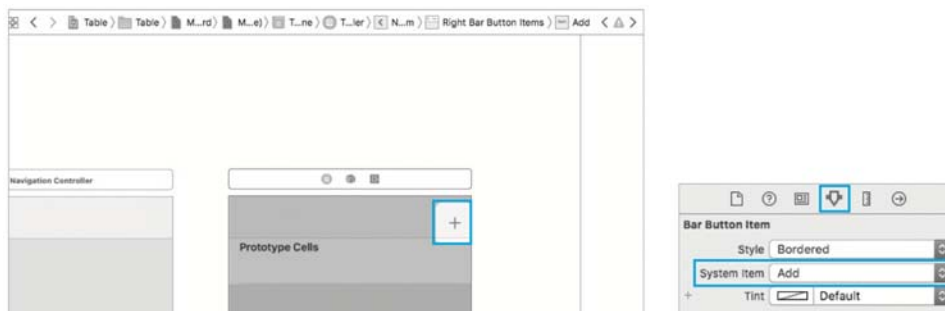 Table Table M...rd M...e) T...ne T...ler N...m Right Bar Button Items Add
Navigation Controller
Prototype Cells
Bar Button Item
Style Bordered
System Item Add
Tint Default